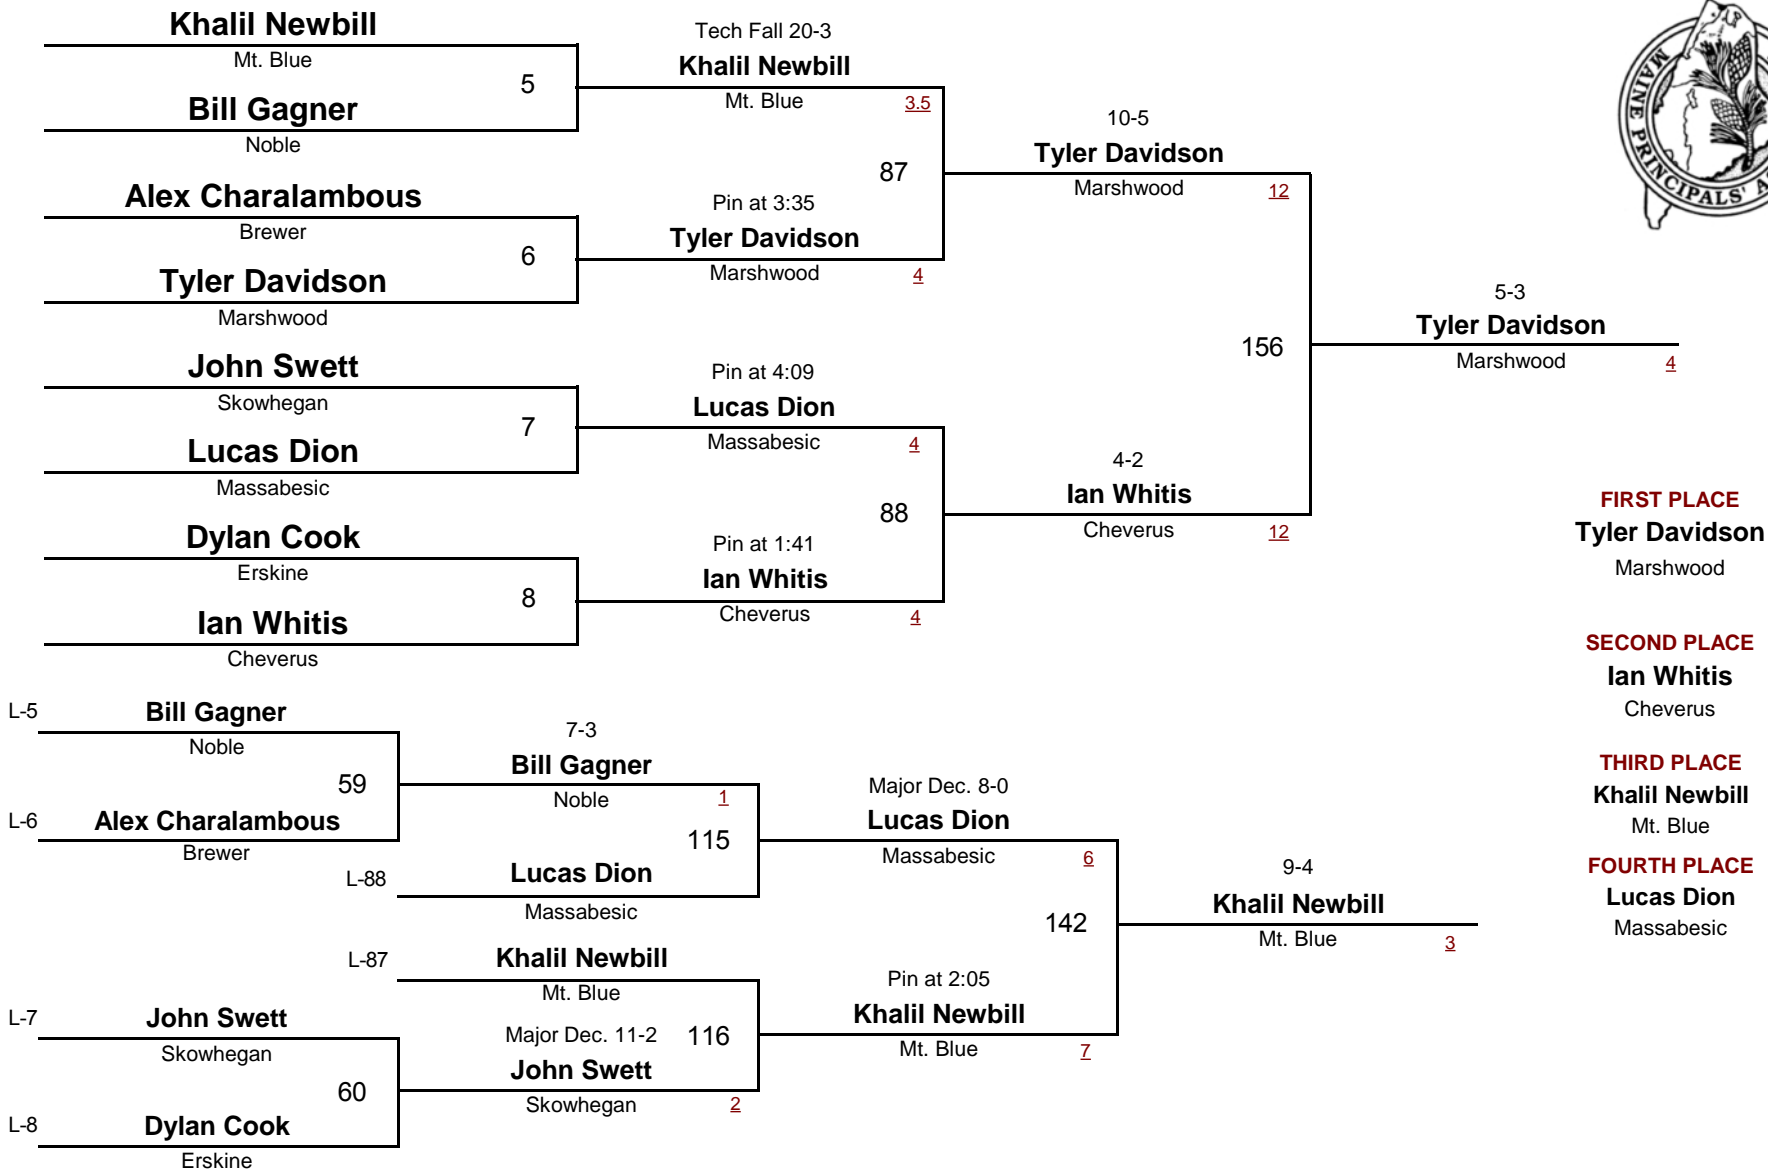 Khalil Newbill
Mt. Blue
5
Bill Gagner
Noble
Alex Charalambous
Brewer
6
Tyler Davidson
Marshwood
John Swett
Skowhegan
7
Lucas Dion
Massabesic
Dylan Cook
Erskine
8
Ian Whitis
Cheverus
Tech Fall 20-3
Khalil Newbill
Mt. Blue
3.5
87
Pin at 3:35
Tyler Davidson
Marshwood
4
Pin at 4:09
Lucas Dion
Massabesic
4
88
Pin at 1:41
Ian Whitis
Cheverus
4
10-5
Tyler Davidson
Marshwood
12
156
4-2
Ian Whitis
Cheverus
12
5-3
Tyler Davidson
Marshwood
4
MAINE PRINCIPALS' A
FIRST PLACE
Tyler Davidson
Marshwood
SECOND PLACE
Ian Whitis
Cheverus
THIRD PLACE
Khalil Newbill
Mt. Blue
FOURTH PLACE
Lucas Dion
Massabesic
L-5
Bill Gagner
Noble
59
L-6
Alex Charalambous
Brewer
7-3
Bill Gagner
Noble
1
115
L-88
Lucas Dion
Massabesic
L-87
Khalil Newbill
Mt. Blue
116
Major Dec. 11-2
John Swett
Skowhegan
2
L-7
John Swett
Skowhegan
60
L-8
Dylan Cook
Erskine
Major Dec. 8-0
Lucas Dion
Massabesic
6
142
Pin at 2:05
Khalil Newbill
Mt. Blue
7
9-4
Khalil Newbill
Mt. Blue
3